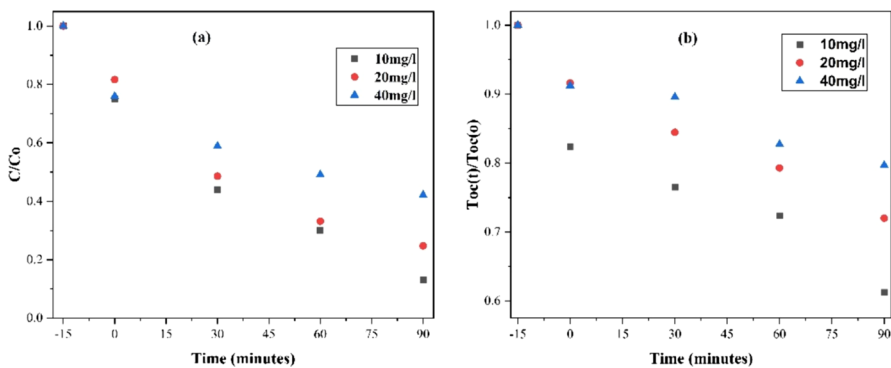 (a)
10mg/l
20mg/l
40mg/l
1.0
0.8
0.6
0.4
0.2
0.0
C/Co
-15 0 15 30 45 60 75 90
Time (minutes)
(b)
10mg/l
20mg/l
40mg/l
1.0
0.9
0.8
0.7
0.6
Toc(t)/Toc(o)
-15 0 15 30 45 60 75 90
Time (minutes)